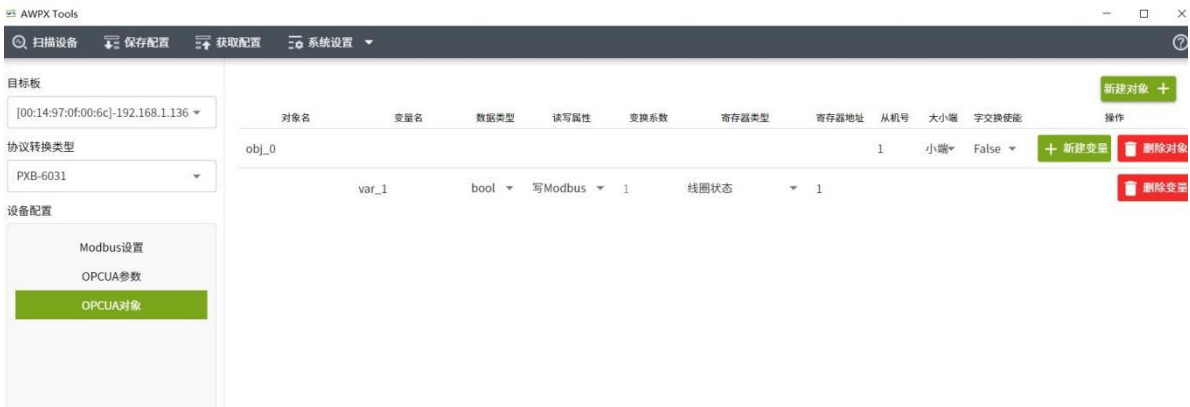 AWPX Tools
扫描设备 保存配置 获取配置 系统设置
目标板
[00:14:97:0f:00:6c]-192.168.1.136
协议转换类型
PXB-6031
设备配置
Modbus设置
OPCUA参数
OPCUA对象
新建对象
对象名 变量名 数据类型 读写属性 变换系数 寄存器类型 寄存器地址 从机号 大小端 字交换使能 操作
obj_0 1 小端 False 新建变量 删除对象
var_1 bool 写Modbus 1 线圈状态 1 删除变量